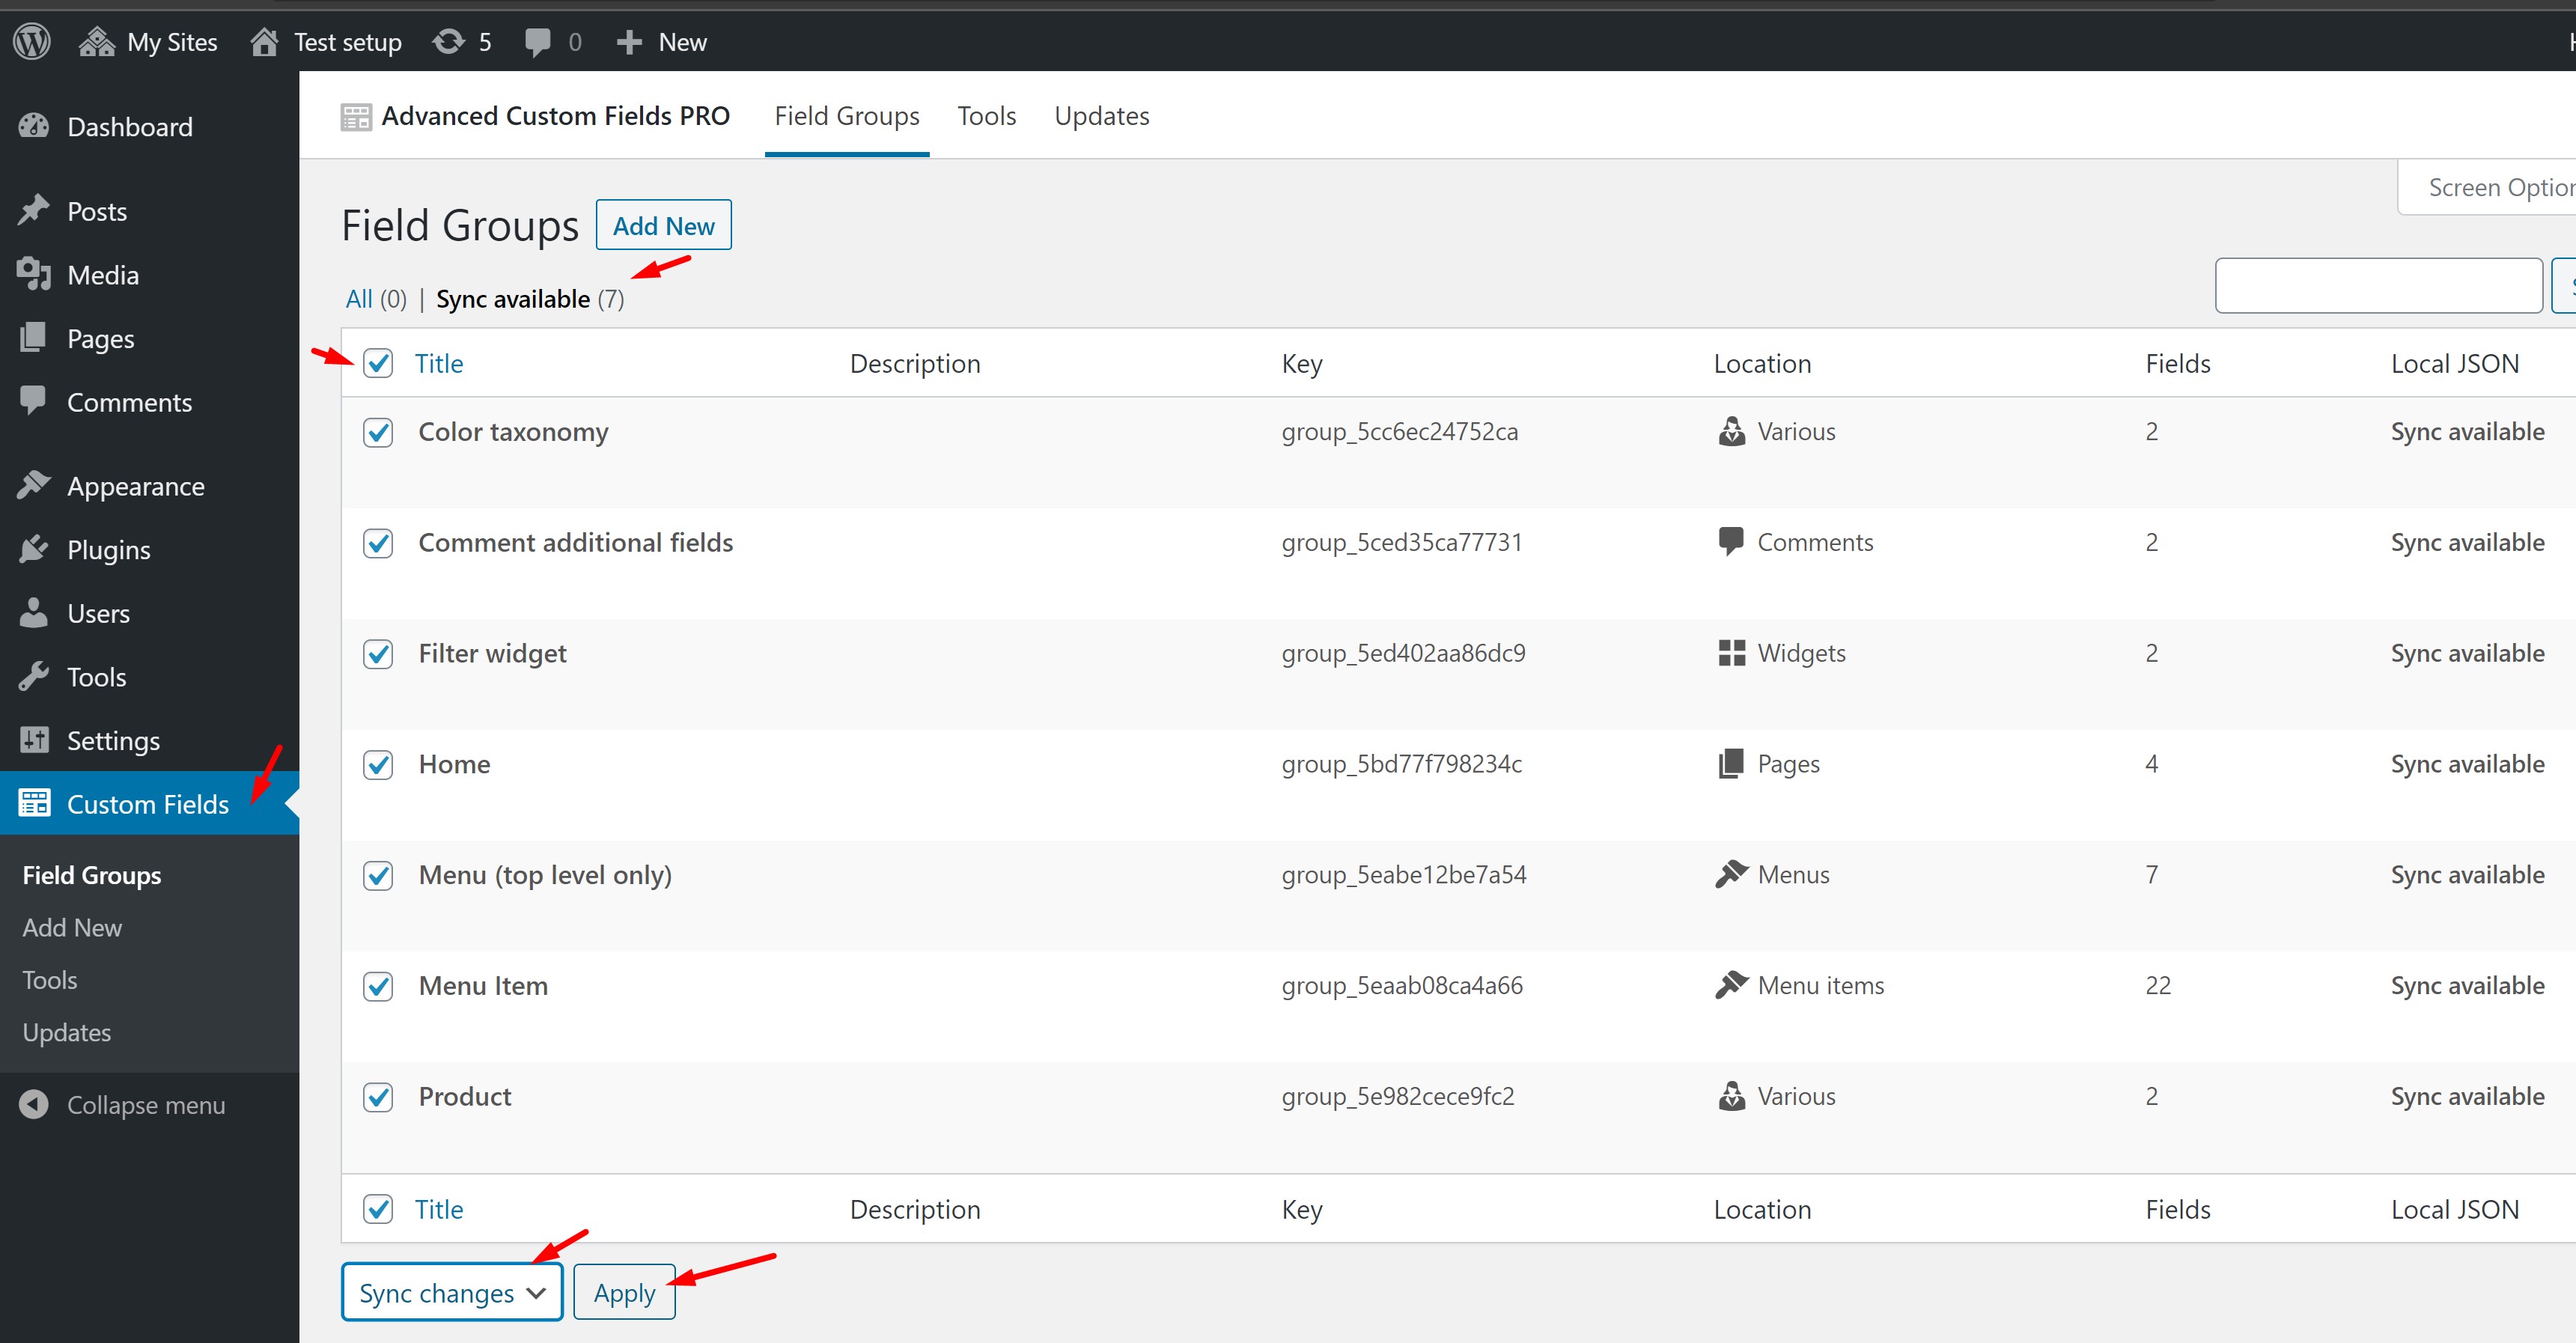 My Sites Test setup 5 0 New
Dashboard
Posts
Media
Pages
Comments
Appearance
Plugins
Users
Tools
Settings
Custom Fields
Field Groups
Add New
Tools
Updates
Collapse menu
Advanced Custom Fields PRO Field Groups Tools Updates
Screen Option
Field Groups Add New
All (0) | Sync available (7)
Title Description Key Location Fields Local JSON
Color taxonomy group_5cc6ec24752ca Various 2 Sync available
Comment additional fields group_5ced35ca77731 Comments 2 Sync available
Filter widget group_5ed402aa86dc9 Widgets 2 Sync available
Home group_5bd77f798234c Pages 4 Sync available
Menu (top level only) group_5eabe12be7a54 Menus 7 Sync available
Menu Item group_5eaab08ca4a66 Menu items 22 Sync available
Product group_5e982cece9fc2 Various 2 Sync available
Title Description Key Location Fields Local JSON
Sync changes Apply